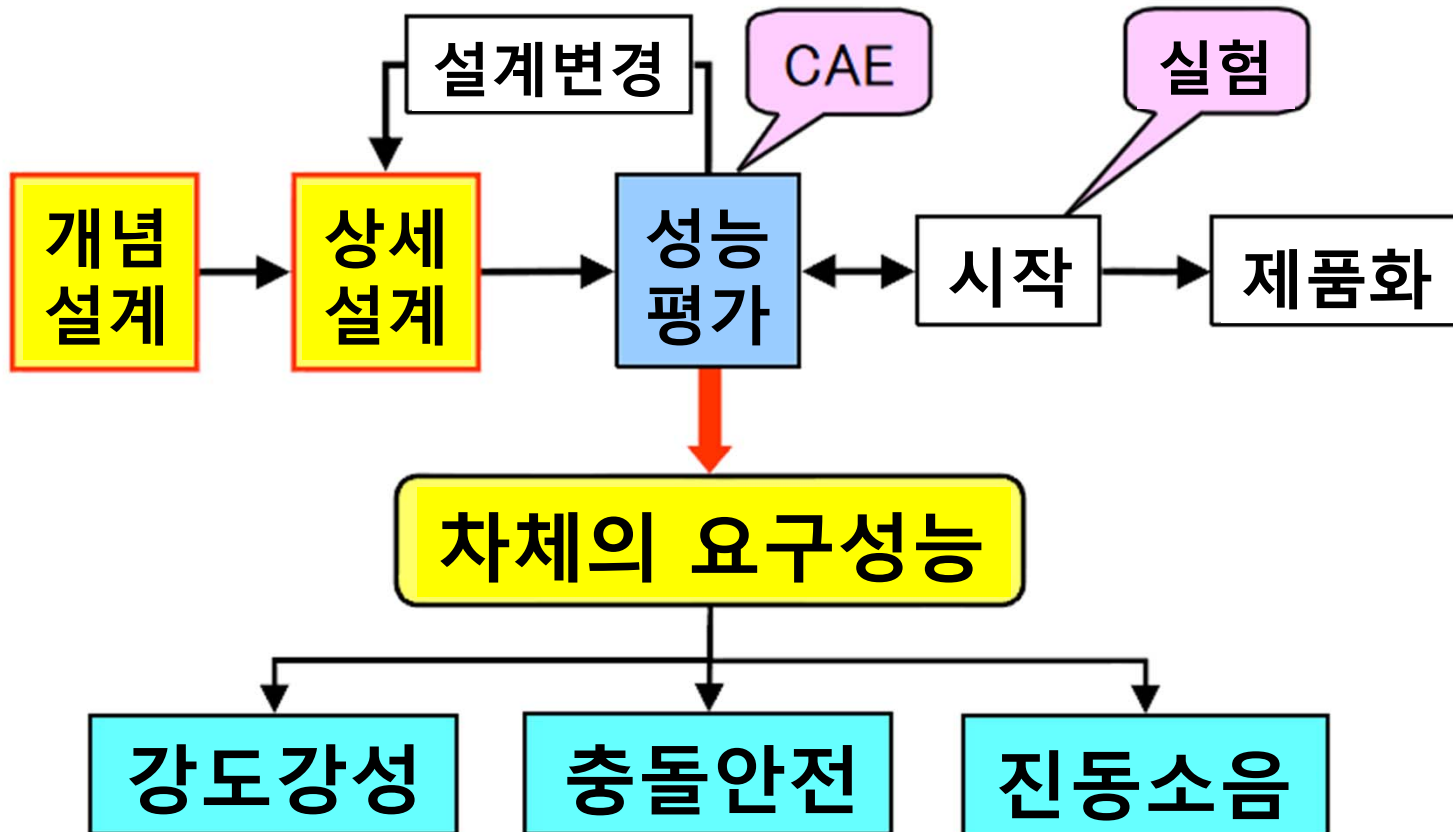 설계변경
CAE
실험
개념
설계
상세
설계
성능
평가
시작
제품화
차체의 요구성능
강도강성
충돌안전
진동소음